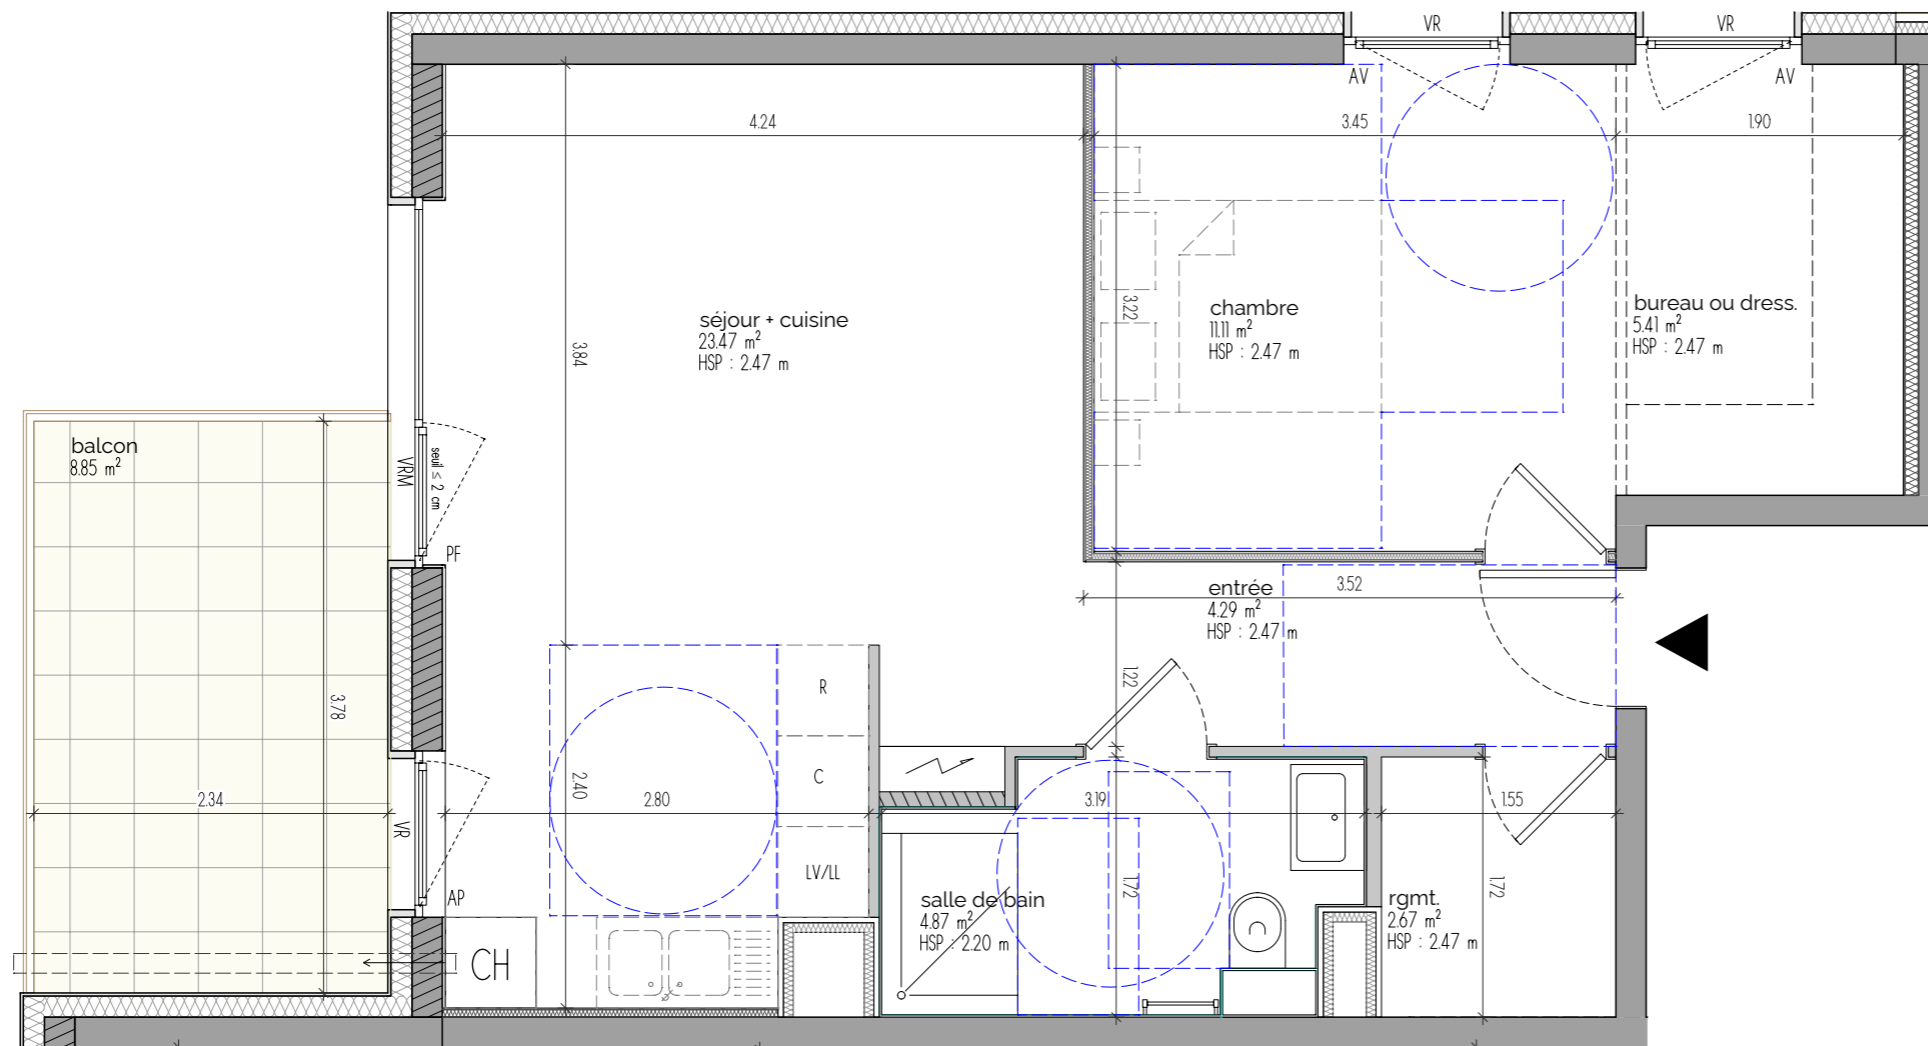 VR
VR
AV
AV
4.24
3.45
1.90
séjour + cuisine
23.47 m²
HSP : 2.47 m
3.84
3.22
chambre
11.11 m²
HSP : 2.47 m
bureau ou dress.
5.41 m²
HSP : 2.47 m
balcon
8.85 m²
VRM
seuil ≤ 2 cm
PF
entrée
4.29 m²
HSP : 2.47 m
3.52
1.22
3.78
R
C
LV/LL
2.40
2.34
2.80
3.19
1.55
VR
AP
CH
salle de bain
4.87 m²
HSP : 2.20 m
1.72
rgmt.
2.67 m²
HSP : 2.47 m
1.72